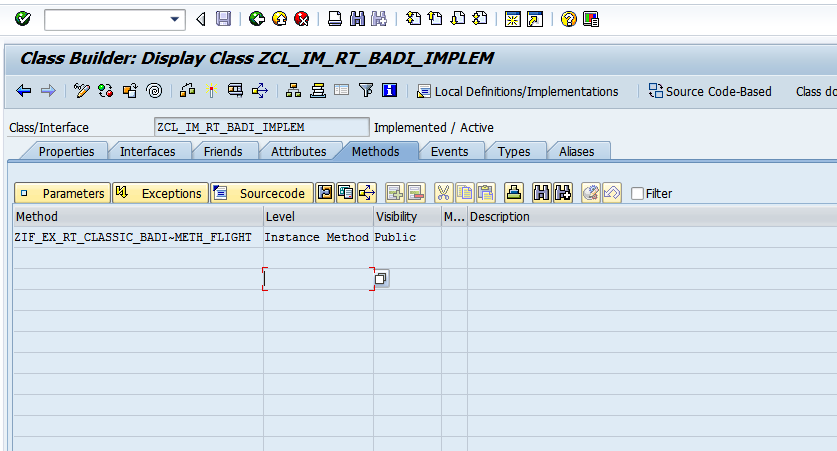 Class Builder: Display Class ZCL_IM_RT_BADI_IMPLEM
Local Definitions/Implementations Source Code-Based Class do
Class/Interface ZCL_IM_RT_BADI_IMPLEM Implemented / Active
Properties Interfaces Friends Attributes Methods Events Types Aliases
Parameters Exceptions Sourcecode Filter
Method Level Visibility M... Description
ZIF_EX_RT_CLASSIC_BADI~METH_FLIGHT Instance Method Public